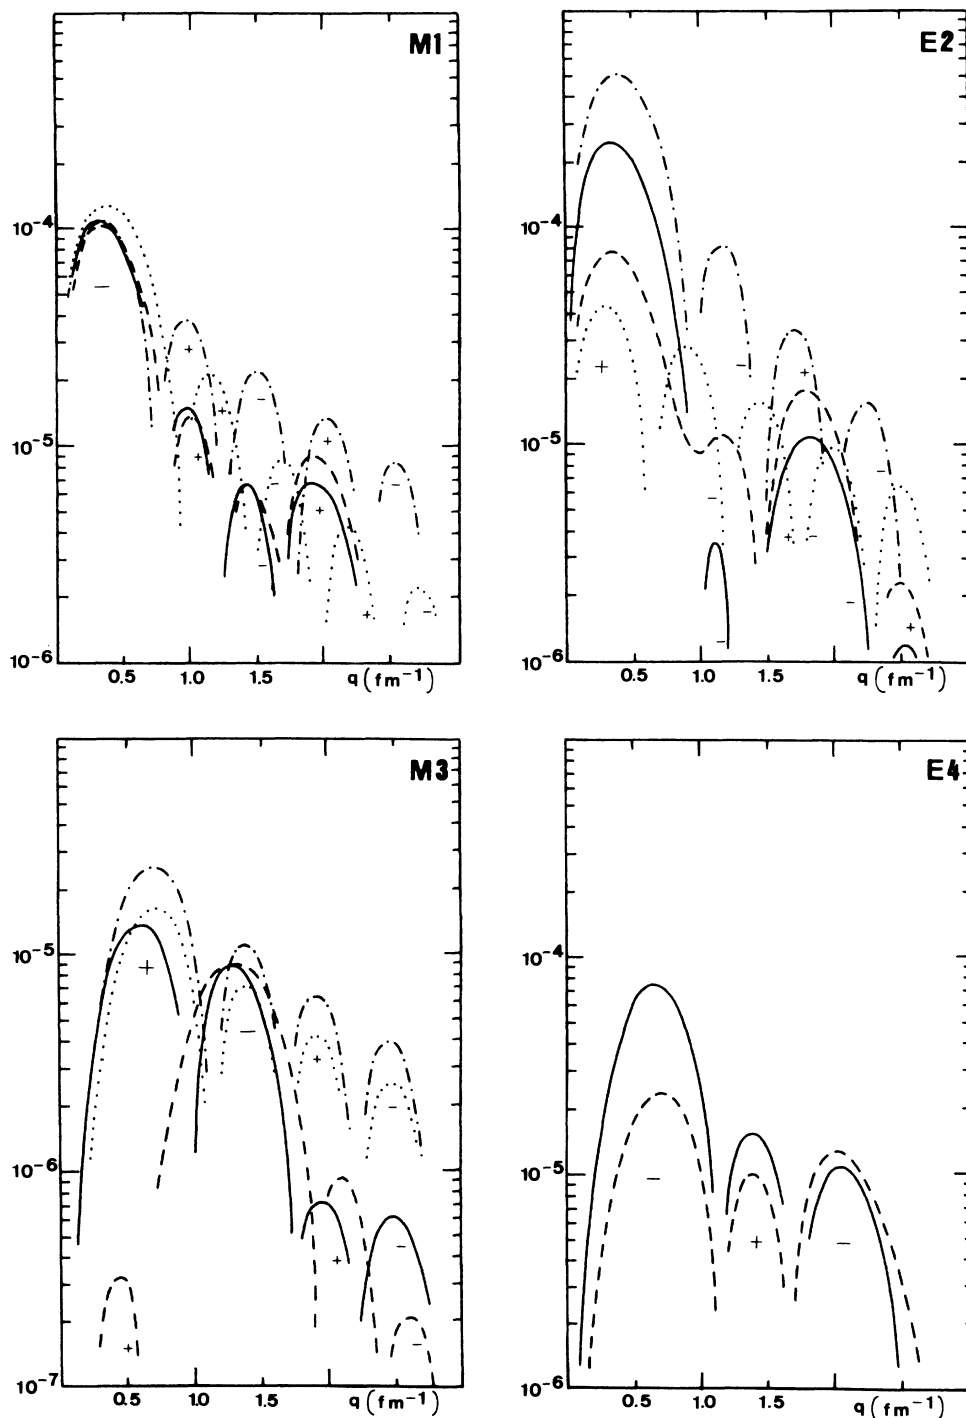 M1
10⁻⁴
10⁻⁵
10⁻⁶
0.5 1.0 1.5 q (fm⁻¹)
− + + − − − + + + − −
E2
10⁻⁴
10⁻⁵
10⁻⁶
0.5 1.0 1.5 q (fm⁻¹)
+ − + − − + − − − +
M3
10⁻⁵
10⁻⁶
10⁻⁷
0.5 1.0 1.5 q (fm⁻¹)
+ − + − + − + −
E4
10⁻⁴
10⁻⁵
10⁻⁶
0.5 1.0 1.5 q (fm⁻¹)
− + −